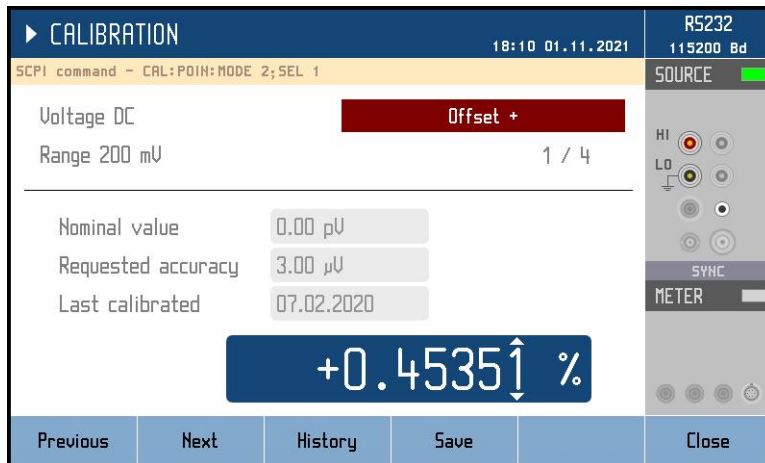 CALIBRATION
18:10 01.11.2021
RS232
115200 Bd
SCPI command - CAL:POIN:MODE 2;SEL 1
SOURCE
Voltage DC
Offset +
Range 200 mV
1 / 4
HI
LO
Nominal value
0.00 pV
Requested accuracy
3.00 µV
Last calibrated
07.02.2020
SYNC
METER
+0.45351 %
Previous
Next
History
Save
Close